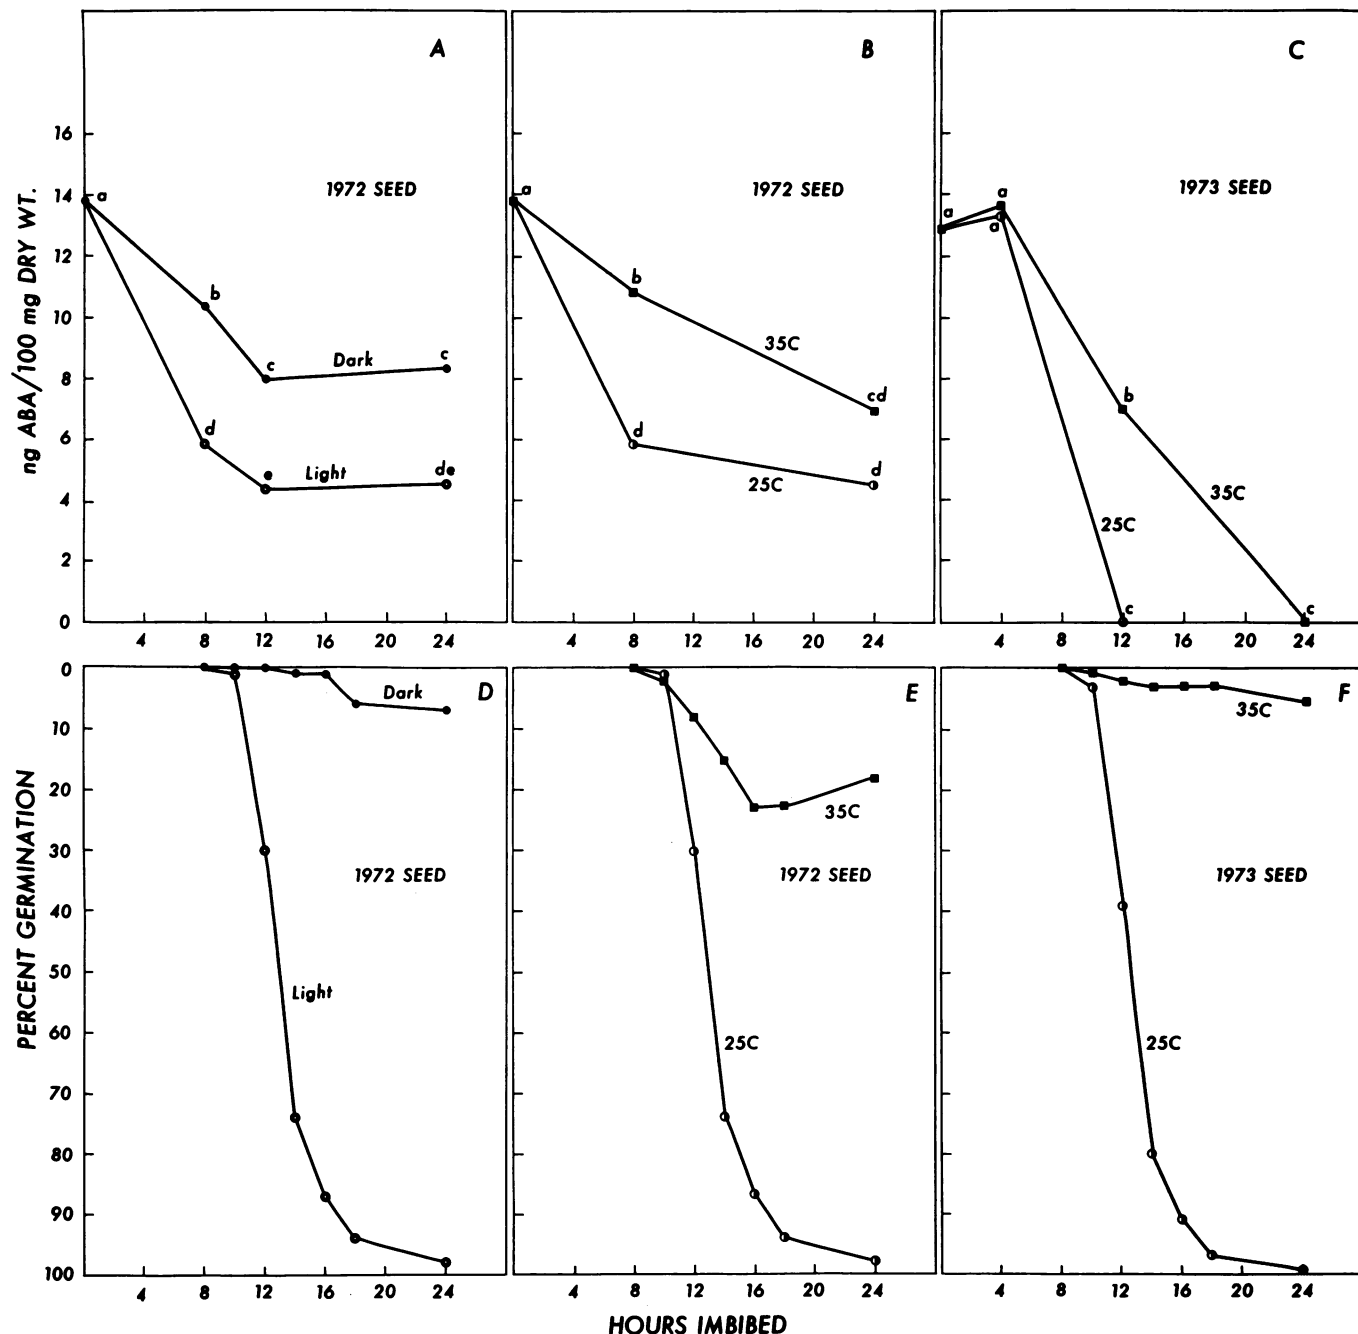 A
B
C
ng ABA/100 mg DRY WT.
16
14
12
10
8
6
4
2
0
1972 SEED
a
b
c
c
Dark
d
e
de
Light
4 8 12 16 20 24
1972 SEED
a
b
35C
cd
d
d
25C
4 8 12 16 20 24
1973 SEED
a
a
a
b
35C
25C
c
c
4 8 12 16 20 24
D
E
F
PERCENT GERMINATION
0
10
20
30
40
50
60
70
80
90
100
Dark
1972 SEED
Light
4 8 12 16 20 24
35C
1972 SEED
25C
4 8 12 16 20 24
35C
1973 SEED
25C
4 8 12 16 20 24
HOURS IMBIBED